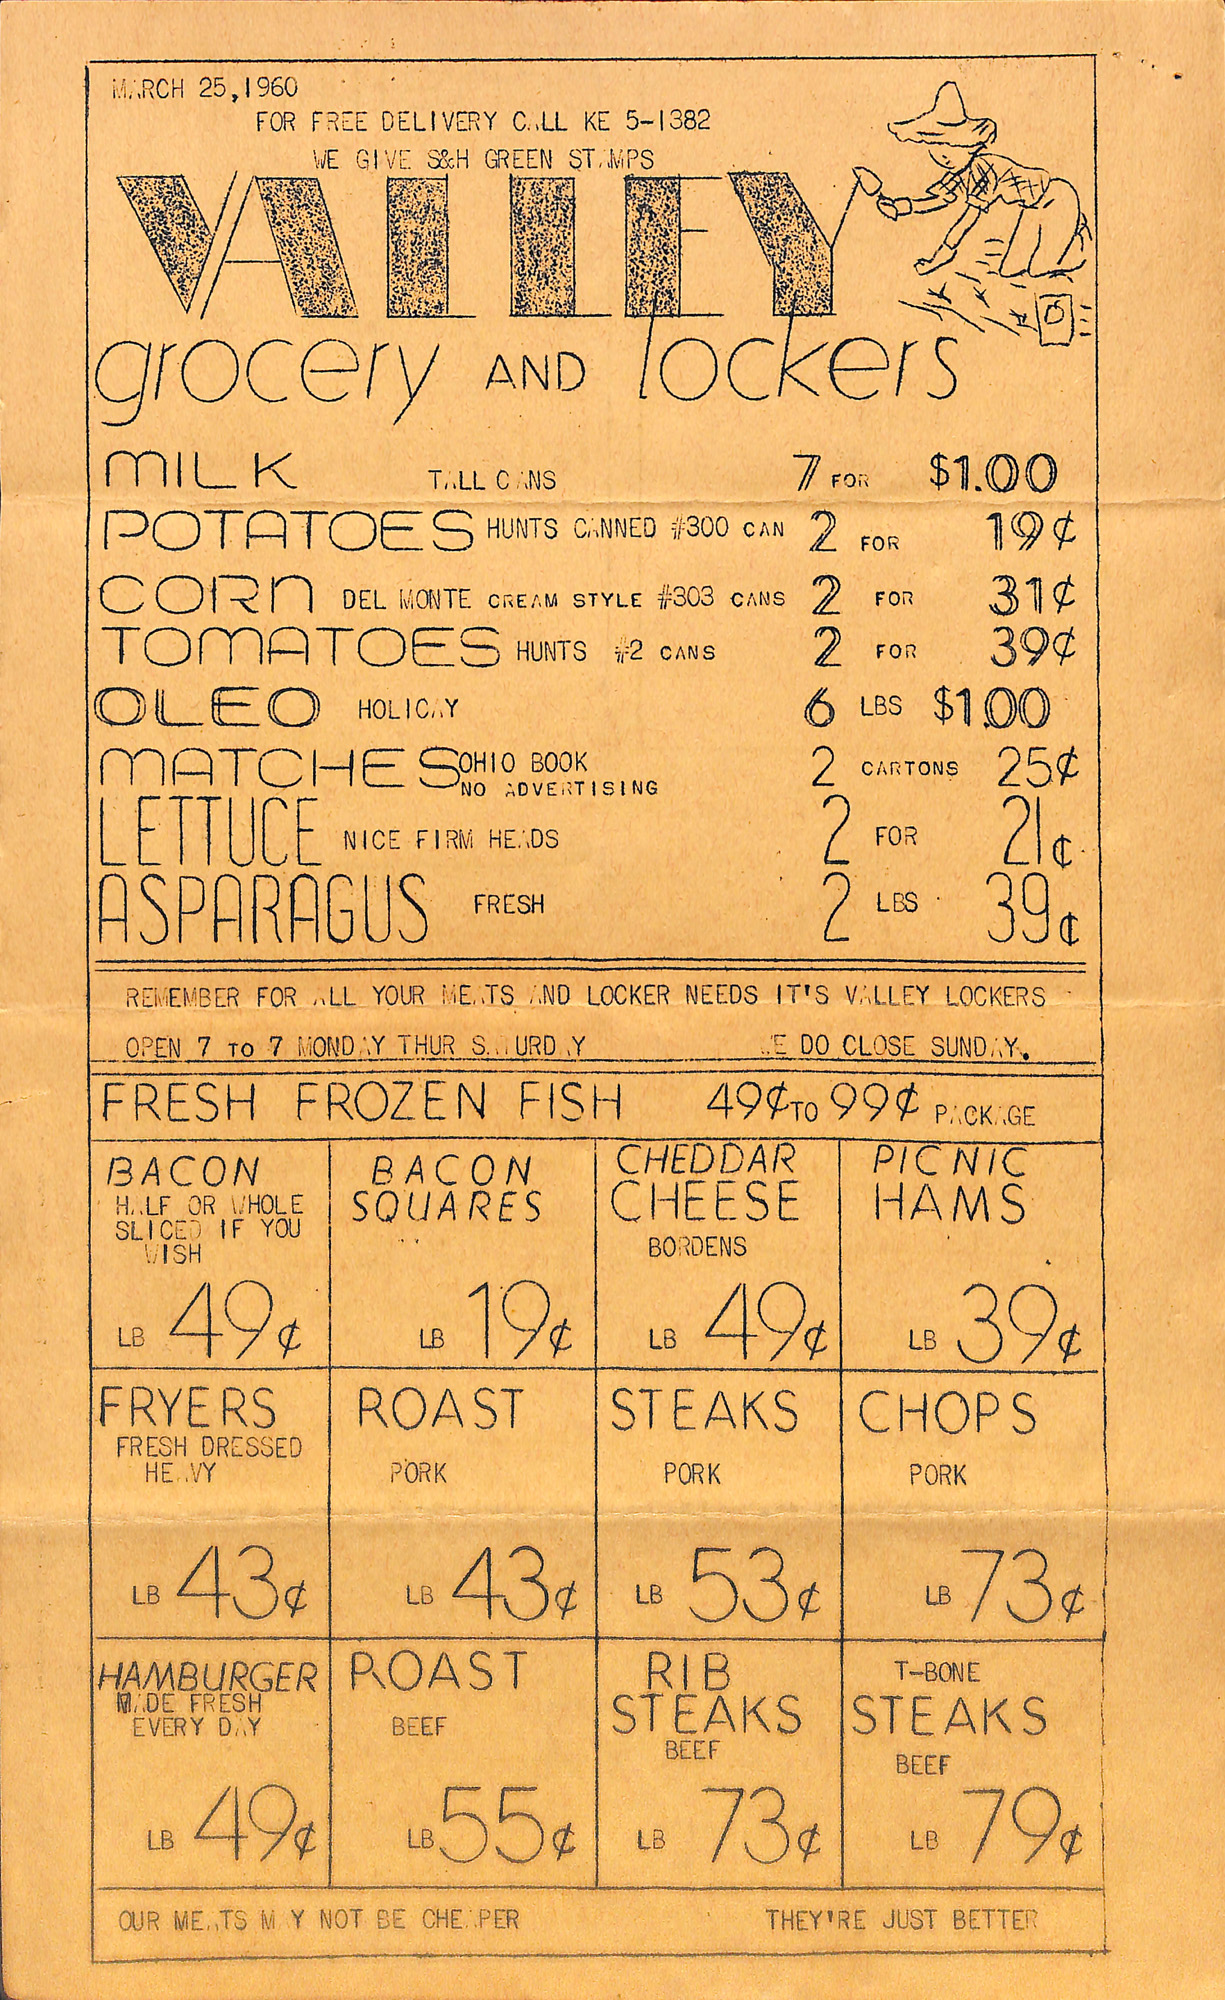 MARCH 25, 1960
FOR FREE DELIVERY CALL KE 5-1382
WE GIVE S&H GREEN STAMPS
VALLEY
grocery AND lockers
MILK TALL CANS 7 FOR $1.00
POTATOES HUNTS CANNED #300 CAN 2 FOR 19¢
CORN DEL MONTE CREAM STYLE #303 CANS 2 FOR 31¢
TOMATOES HUNTS #2 CANS 2 FOR 39¢
OLEO HOLIDAY 6 LBS $1.00
MATCHES OHIO BOOK 2 CARTONS 25¢
NO ADVERTISING
LETTUCE NICE FIRM HEADS 2 FOR 21¢
ASPARAGUS FRESH 2 LBS 39¢
REMEMBER FOR ALL YOUR MEATS AND LOCKER NEEDS IT'S VALLEY LOCKERS
OPEN 7 TO 7 MONDAY THUR SATURDAY WE DO CLOSE SUNDAY.
FRESH FROZEN FISH 49¢ TO 99¢ PACKAGE
BACON
HALF OR WHOLE
SLICED IF YOU
WISH
LB 49¢
BACON
SQUARES
LB 19¢
CHEDDAR
CHEESE
BORDENS
LB 49¢
PICNIC
HAMS
LB 39¢
FRYERS
FRESH DRESSED
HEAVY
LB 43¢
ROAST
PORK
LB 43¢
STEAKS
PORK
LB 53¢
CHOPS
PORK
LB 73¢
HAMBURGER
MADE FRESH
EVERY DAY
LB 49¢
ROAST
BEEF
LB 55¢
RIB
STEAKS
BEEF
LB 73¢
T-BONE
STEAKS
BEEF
LB 79¢
OUR MEATS MAY NOT BE CHEAPER THEY'RE JUST BETTER